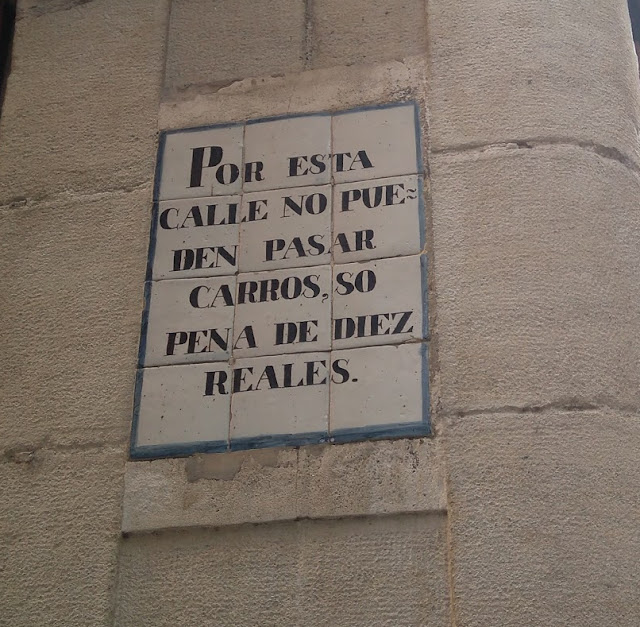 POR ESTA
CALLE NO PUE~
DEN PASAR
CARROS, SO
PENA DE DIEZ
REALES.